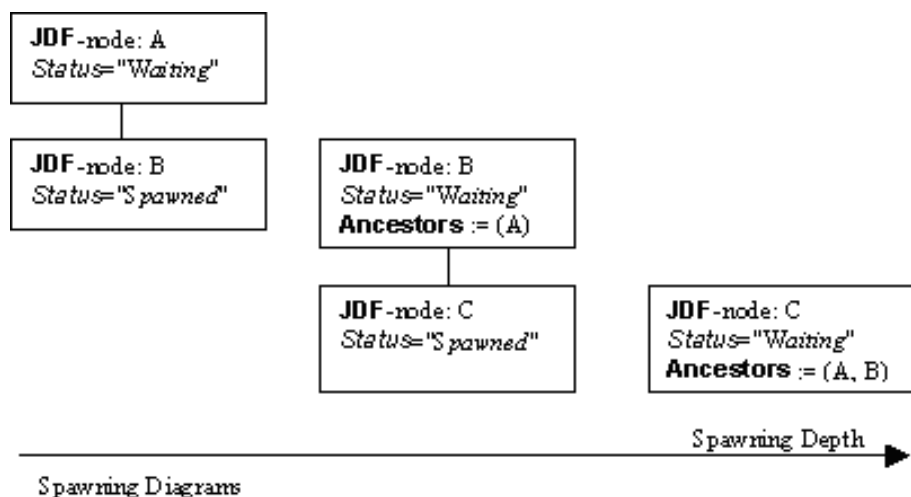 JDF-node: A
Status="Waiting"
JDF-node: B
Status="Spawned"
JDF-node: B
Status="Waiting"
Ancestors := (A)
JDF-node: C
Status="Spawned"
JDF-node: C
Status="Waiting"
Ancestors := (A, B)
Spawning Depth
Spawning Diagrams